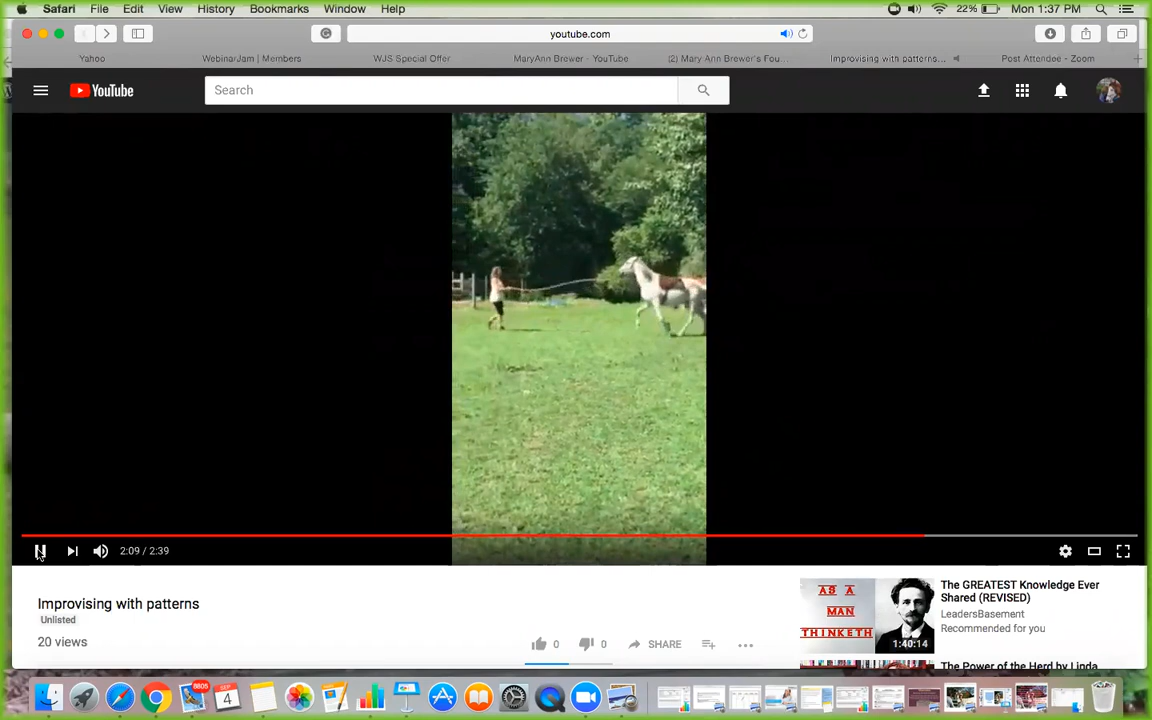 Safari File Edit View History Bookmarks Window Help 22% Mon 1:37 PM
youtube.com
Yahoo WebinarJam | Members WJS Special Offer MaryAnn Brewer - YouTube (2) Mary Ann Brewer's Fou... Improvising with patterns... Post Attendee - Zoom
YouTube Search
2:09 / 2:39
Improvising with patterns
Unlisted
20 views
0 0 SHARE
AS A
MAN
THINKETH
1:40:14
The GREATEST Knowledge Ever
Shared (REVISED)
LeadersBasement
Recommended for you
The Power of the Herd by Linda
6605
SEP
4